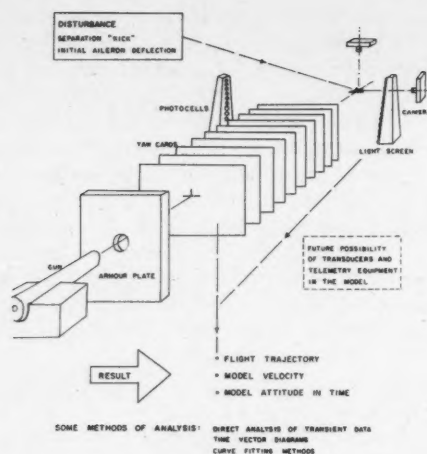 DISTURBANCE
SEPARATION "KICK"
INITIAL AILERON DEFLECTION
PHOTOCELLS
CAMERA
YAW CARDS
LIGHT SCREEN
GUN
ARMOUR PLATE
FUTURE POSSIBILITY
OF TRANSDUCERS AND
TELEMETRY EQUIPMENT
IN THE MODEL
RESULT
FLIGHT TRAJECTORY
MODEL VELOCITY
MODEL ATTITUDE IN TIME
SOME METHODS OF ANALYSIS: DIRECT ANALYSIS OF TRANSIENT DATA
TIME VECTOR DIAGRAMS
CURVE FITTING METHODS